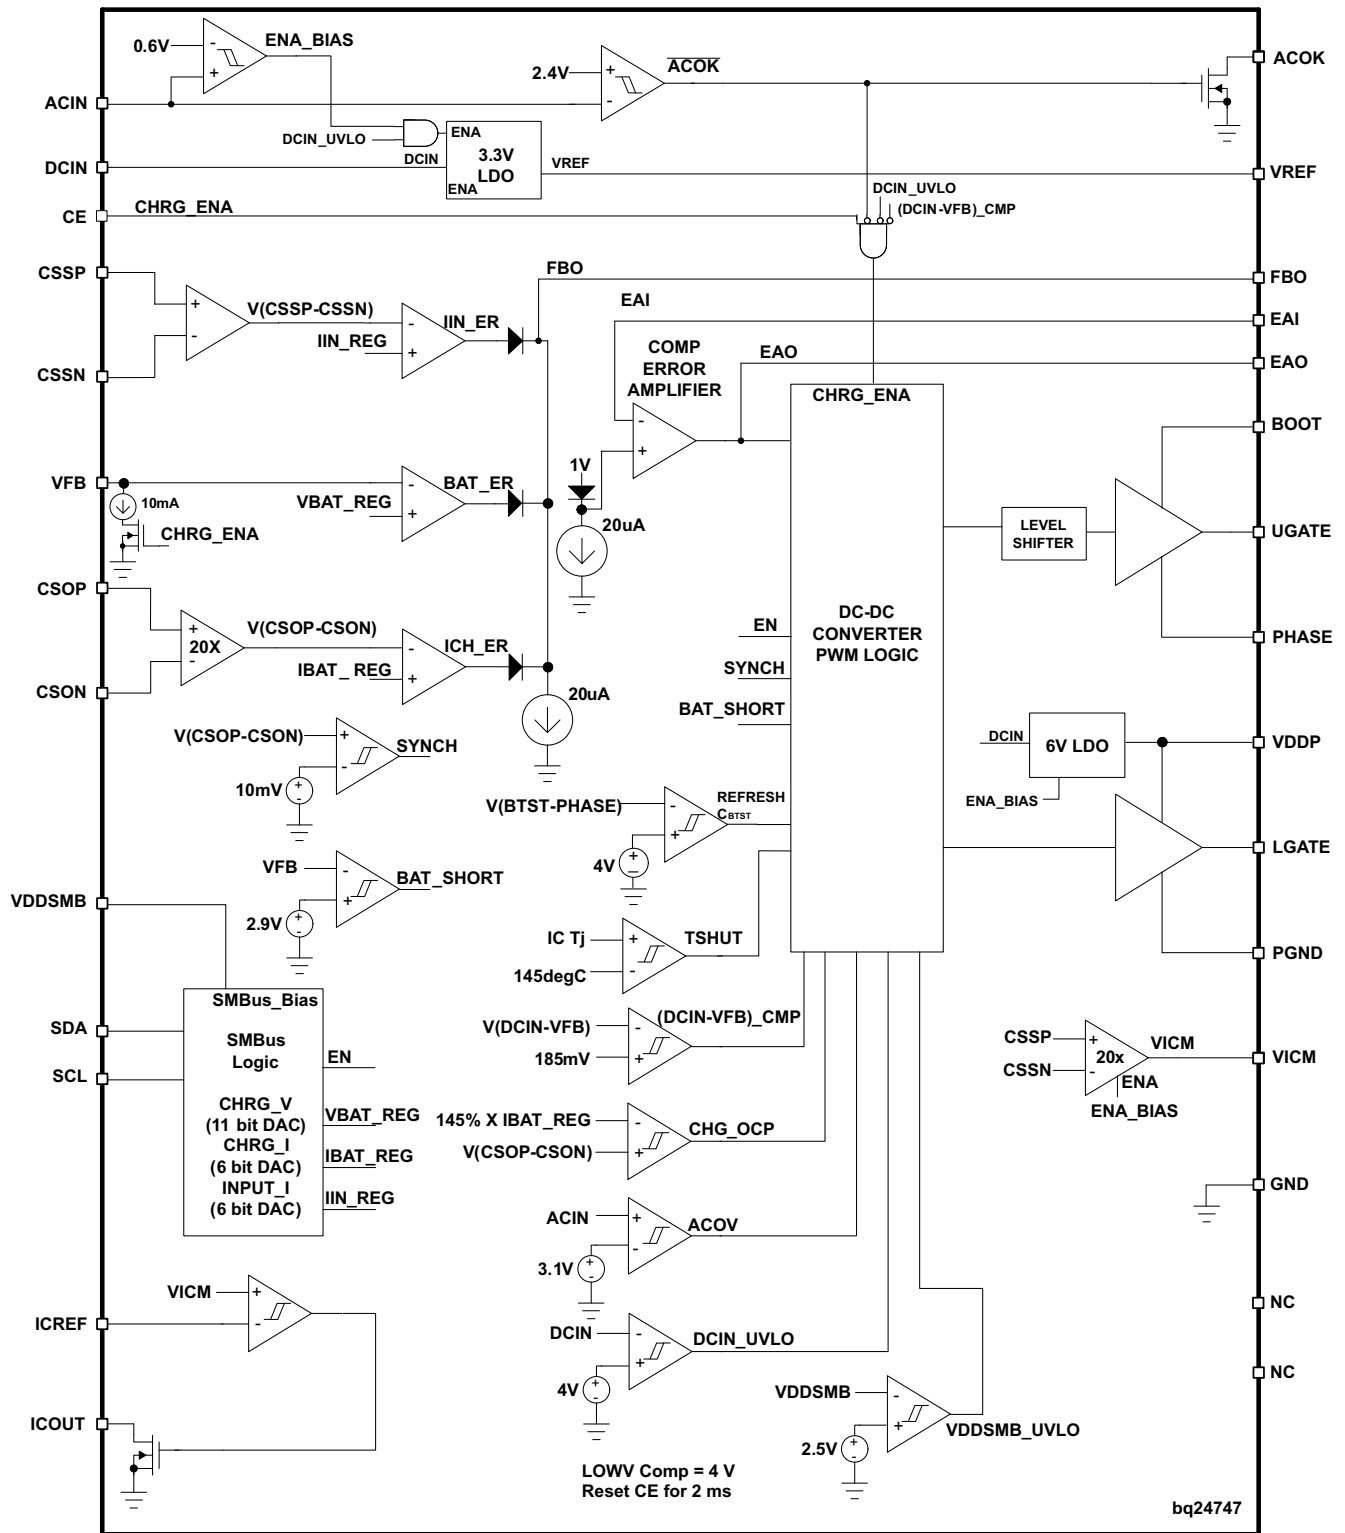 0.6V
-
+
ENA_BIAS
2.4V
+
-
ACOK
ACOK
ACIN
DCIN_UVLO
ENA
DCIN
DCIN
3.3V
LDO
ENA
VREF
VREF
CE
CHRG_ENA
DCIN_UVLO
(DCIN-VFB)_CMP
CSSP
+
-
V(CSSP-CSSN)
IIN_REG
-
+
IIN_ER
FBO
FBO
EAI
EAI
EAO
EAO
CSSN
COMP
ERROR
AMPLIFIER
-
+
CHRG_ENA
BOOT
VFB
10mA
CHRG_ENA
VBAT_REG
-
+
BAT_ER
1V
20uA
LEVEL
SHIFTER
UGATE
CSOP
+
20X
-
V(CSOP-CSON)
IBAT_ REG
-
+
ICH_ER
DC-DC
CONVERTER
PWM LOGIC
EN
SYNCH
BAT_SHORT
PHASE
CSON
20uA
V(CSOP-CSON)
+
-
SYNCH
10mV
+
-
DCIN
6V LDO
ENA_BIAS
VDDP
V(BTST-PHASE)
-
+
REFRESH
CBTST
4V
+
-
LGATE
VFB
-
+
BAT_SHORT
2.9V
+
-
VDDSMB
IC Tj
+
145degC
-
TSHUT
PGND
SMBus_Bias
SDA
SMBus
Logic
EN
SCL
CHRG_V
(11 bit DAC)
VBAT_REG
CHRG_I
(6 bit DAC)
IBAT_REG
INPUT_I
(6 bit DAC)
IIN_REG
V(DCIN-VFB)
-
185mV
+
(DCIN-VFB)_CMP
CSSP
+
CSSN
-
20x
VICM
VICM
ENA
ENA_BIAS
145% X IBAT_REG
-
V(CSOP-CSON)
+
CHG_OCP
ACIN
+
-
ACOV
3.1V
+
-
GND
VICM
+
-
ICREF
DCIN
-
+
DCIN_UVLO
4V
+
-
NC
NC
VDDSMB
-
+
VDDSMB_UVLO
2.5V
+
-
ICOUT
LOWV Comp = 4 V
Reset CE for 2 ms
bq24747